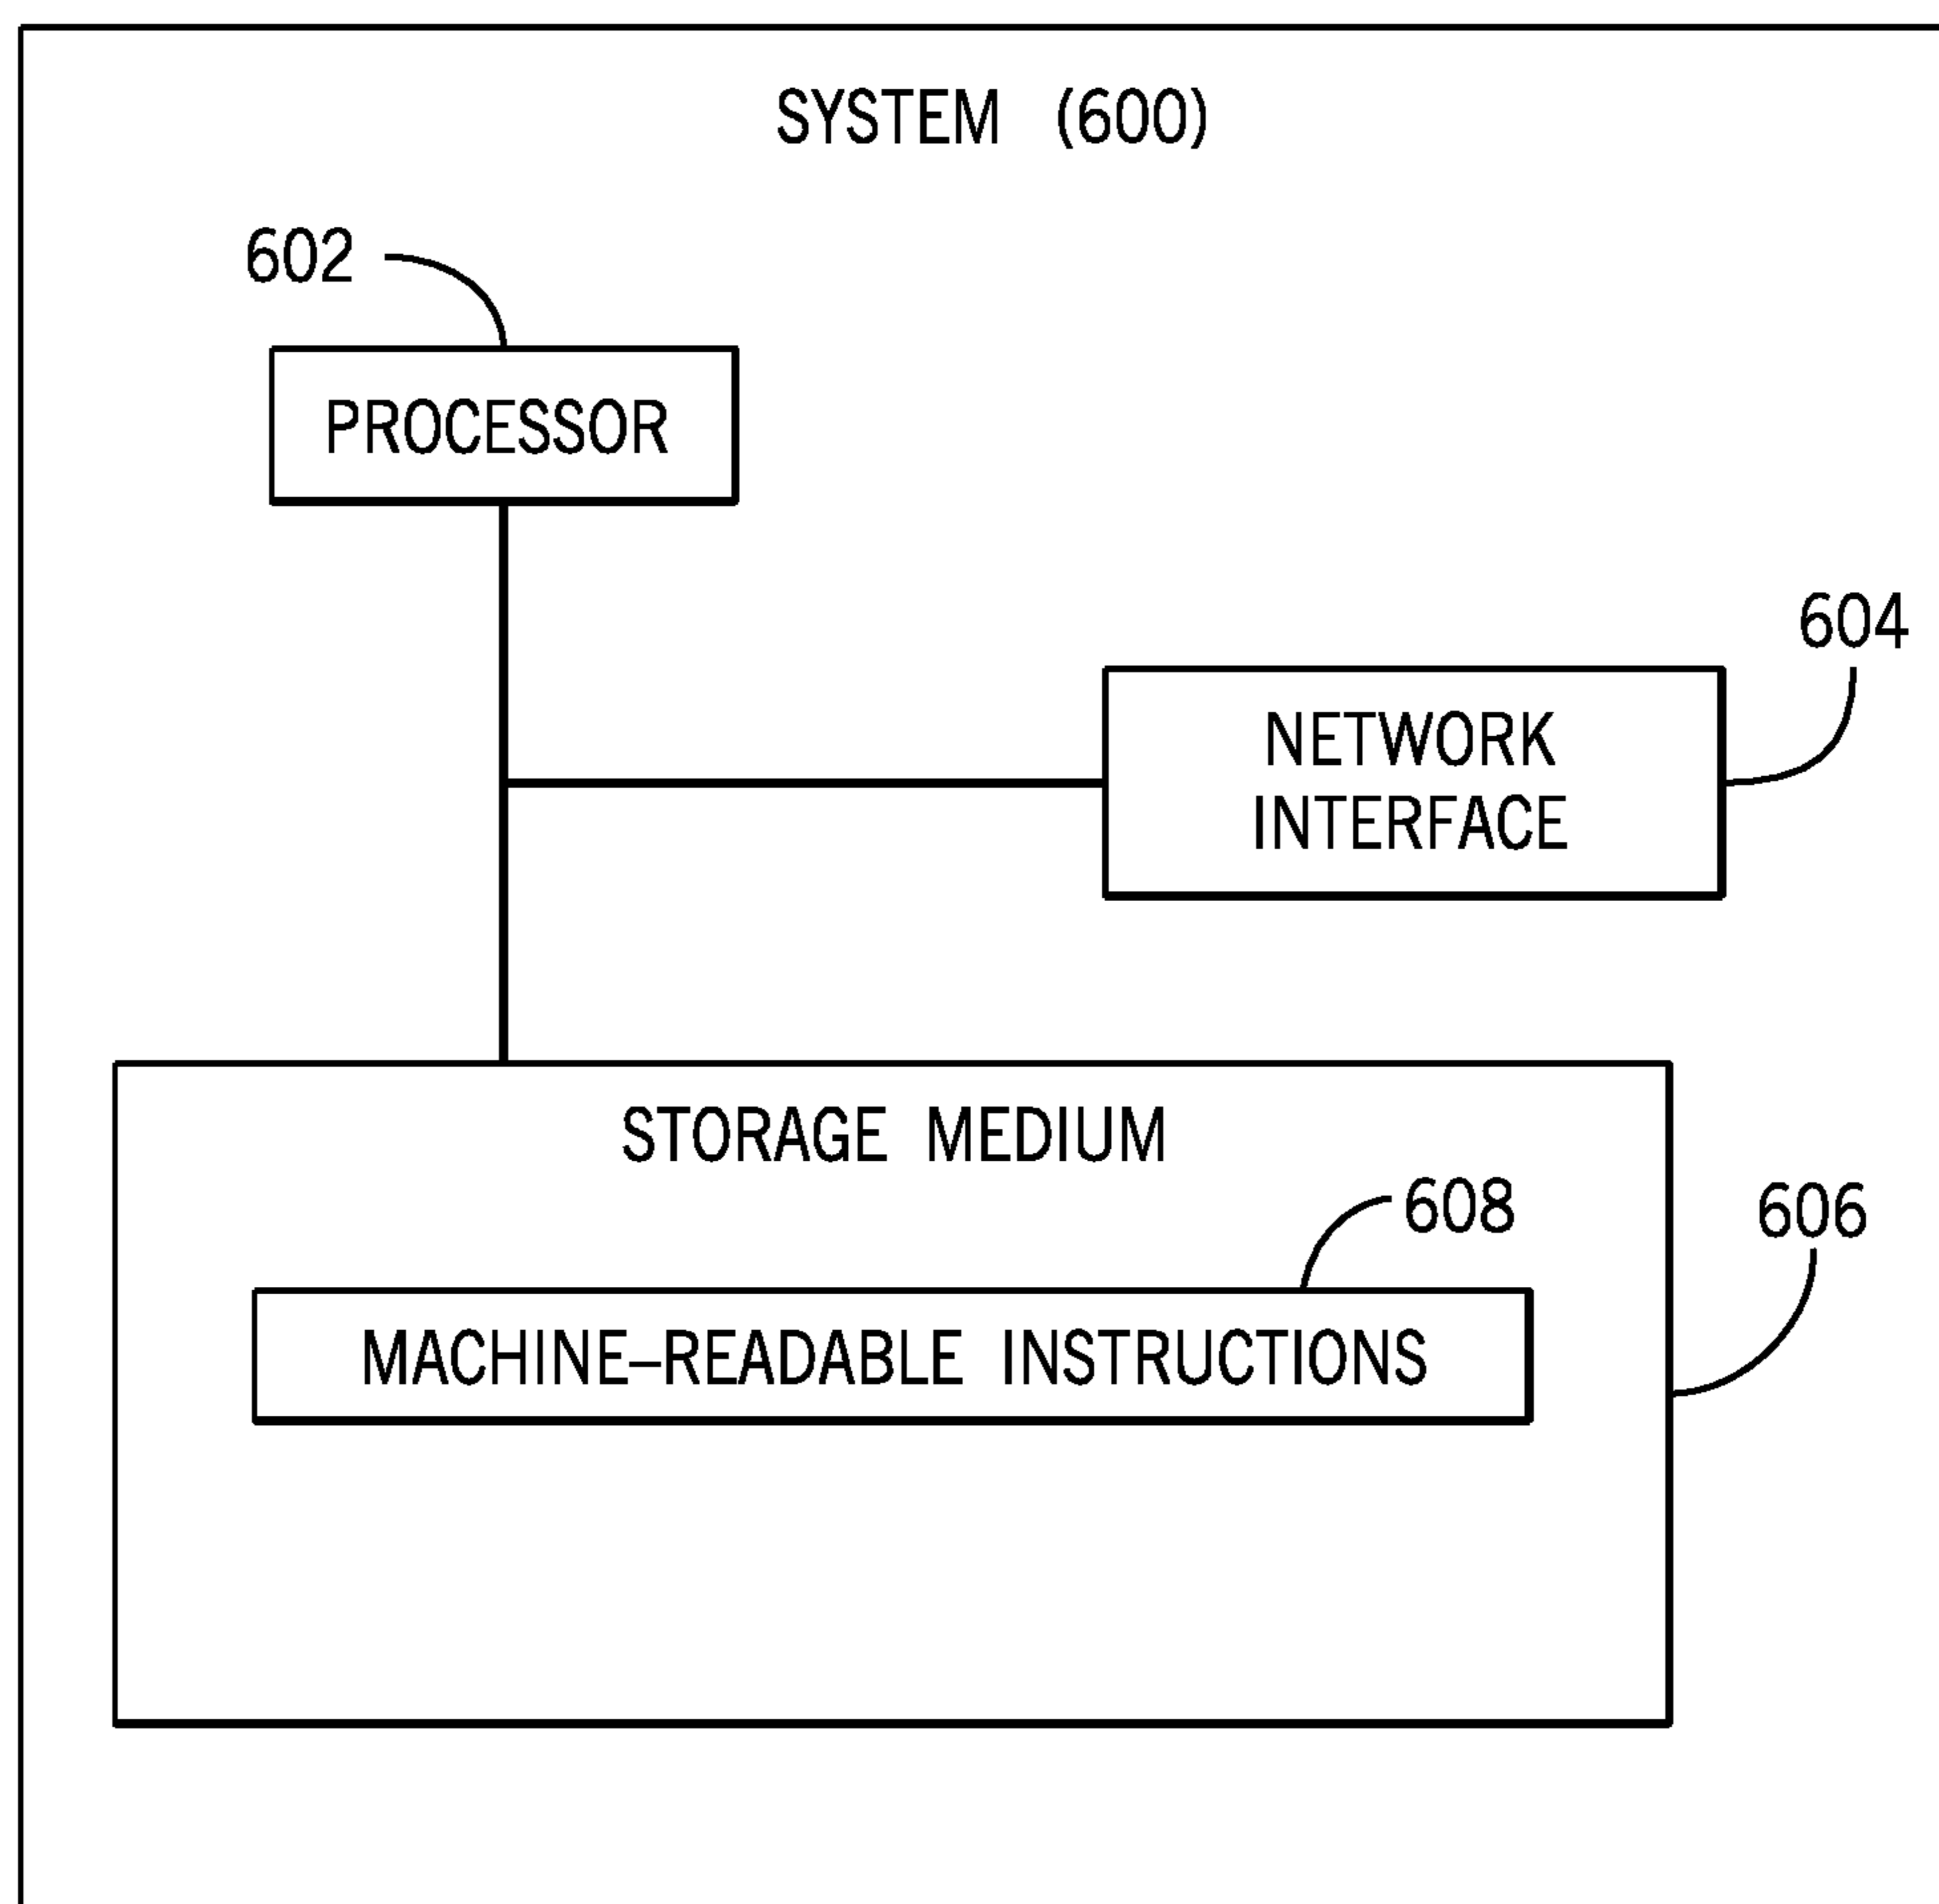 SYSTEM (600)
602
PROCESSOR
604
NETWORK
INTERFACE
STORAGE MEDIUM
608
606
MACHINE–READABLE INSTRUCTIONS